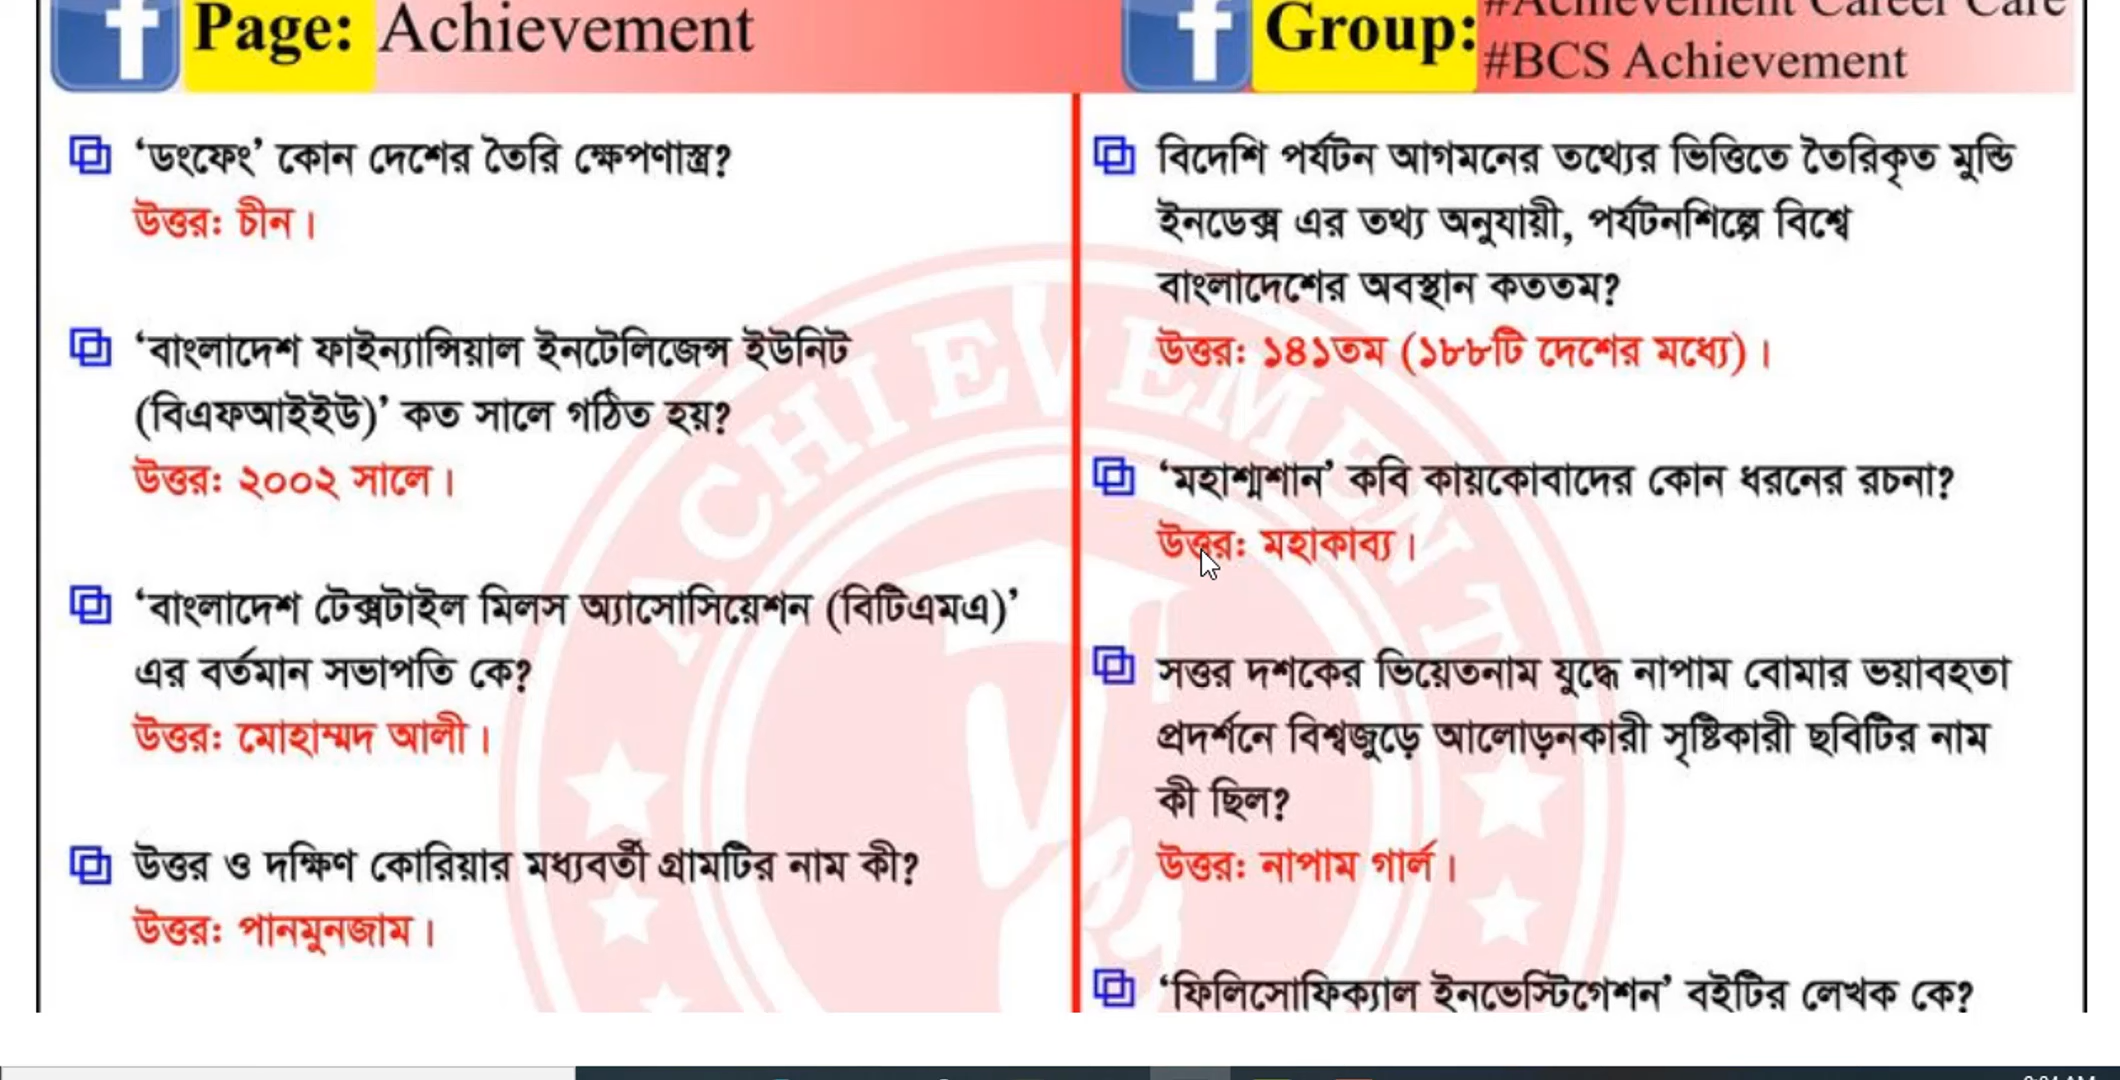 Page: Achievement
Group:
#Achievement Career Care
#BCS Achievement
‘ডংফেং’ কোন দেশের তৈরি ক্ষেপণাস্ত্র?
উত্তর: চীন।
‘বাংলাদেশ ফাইন্যান্সিয়াল ইনটেলিজেন্স ইউনিট
(বিএফআইইউ)’ কত সালে গঠিত হয়?
উত্তর: ২০০২ সালে।
‘বাংলাদেশ টেক্সটাইল মিলস অ্যাসোসিয়েশন (বিটিএমএ)’
এর বর্তমান সভাপতি কে?
উত্তর: মোহাম্মদ আলী।
উত্তর ও দক্ষিণ কোরিয়ার মধ্যবর্তী গ্রামটির নাম কী?
উত্তর: পানমুনজাম।
বিদেশি পর্যটন আগমনের তথ্যের ভিত্তিতে তৈরিকৃত মুন্ডি
ইনডেক্স এর তথ্য অনুযায়ী, পর্যটনশিল্পে বিশ্বে
বাংলাদেশের অবস্থান কততম?
উত্তর: ১৪১তম (১৮৮টি দেশের মধ্যে)।
‘মহাশ্মশান’ কবি কায়কোবাদের কোন ধরনের রচনা?
উত্তর: মহাকাব্য।
সত্তর দশকের ভিয়েতনাম যুদ্ধে নাপাম বোমার ভয়াবহতা
প্রদর্শনে বিশ্বজুড়ে আলোড়নকারী সৃষ্টিকারী ছবিটির নাম
কী ছিল?
উত্তর: নাপাম গার্ল।
‘ফিলিসোফিক্যাল ইনভেস্টিগেশন’ বইটির লেখক কে?
ACHIEVEMENT